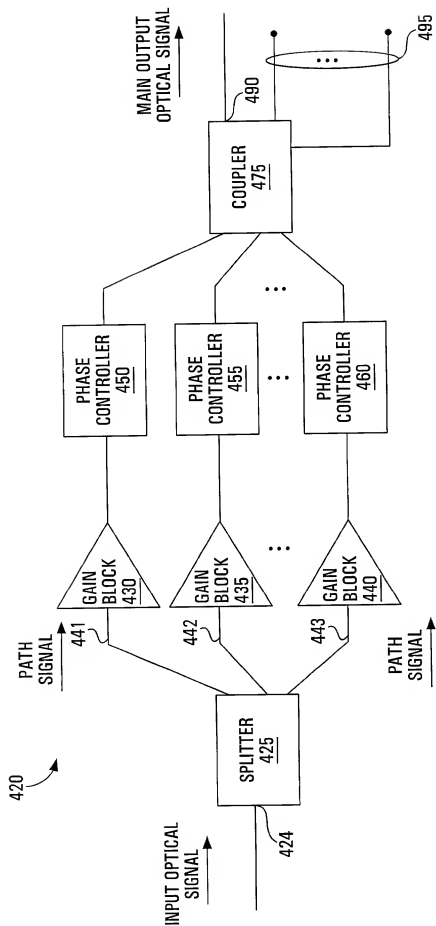 420
INPUT OPTICAL SIGNAL
424
SPLITTER
425
PATH
SIGNAL
441
442
443
PATH
SIGNAL
GAIN
BLOCK
430
GAIN
BLOCK
435
...
GAIN
BLOCK
440
PHASE
CONTROLLER
450
PHASE
CONTROLLER
455
...
PHASE
CONTROLLER
460
...
COUPLER
475
MAIN OUTPUT
OPTICAL SIGNAL
490
...
495